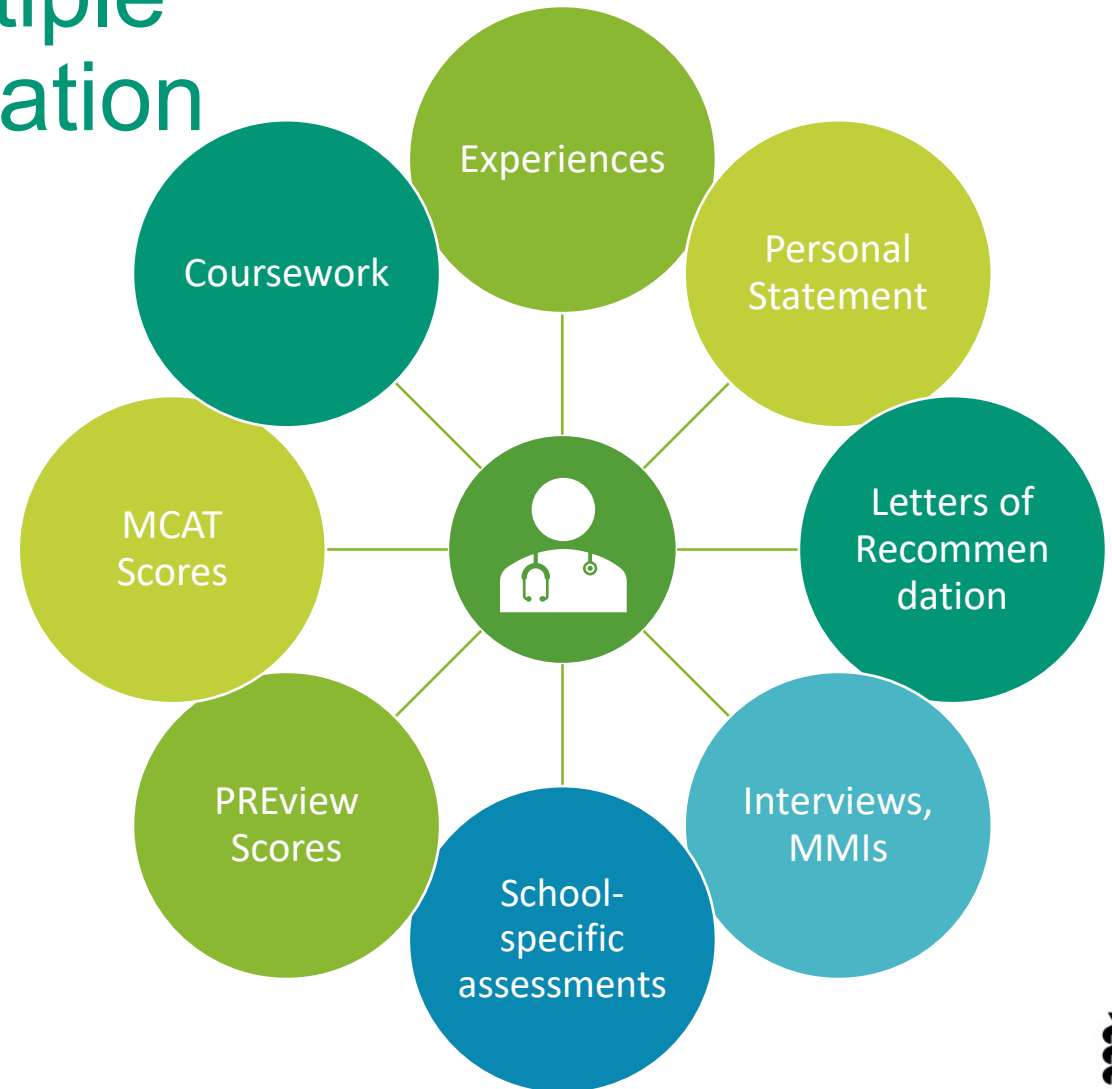 tiple
ation
Experiences
Personal
Statement
Letters of
Recommen
dation
Interviews,
MMIs
School-
specific
assessments
PREview
Scores
MCAT
Scores
Coursework